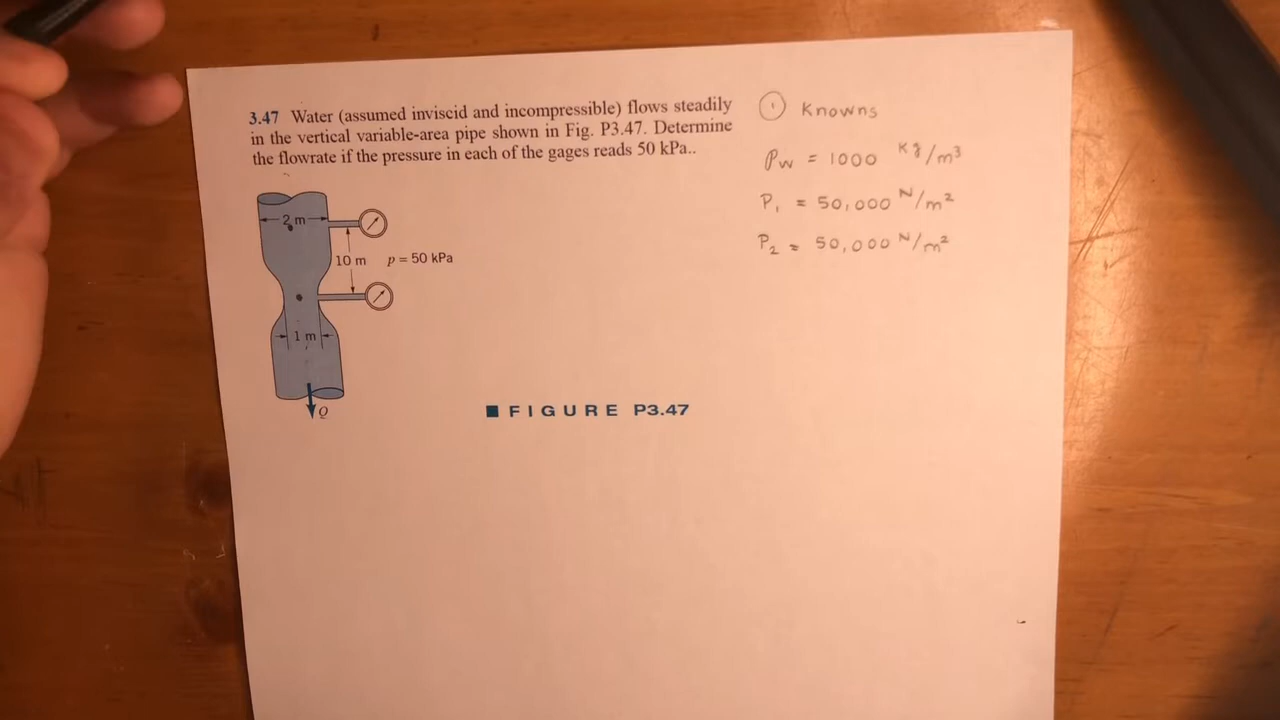 3.47 Water (assumed inviscid and incompressible) flows steadily
in the vertical variable-area pipe shown in Fig. P3.47. Determine
the flowrate if the pressure in each of the gages reads 50 kPa..
2 m
10 m p = 50 kPa
1 m
Q
■ FIGURE P3.47
① Knowns
ρw = 1000 kg/m³
P₁ = 50,000 N/m²
P₂ = 50,000 N/m²